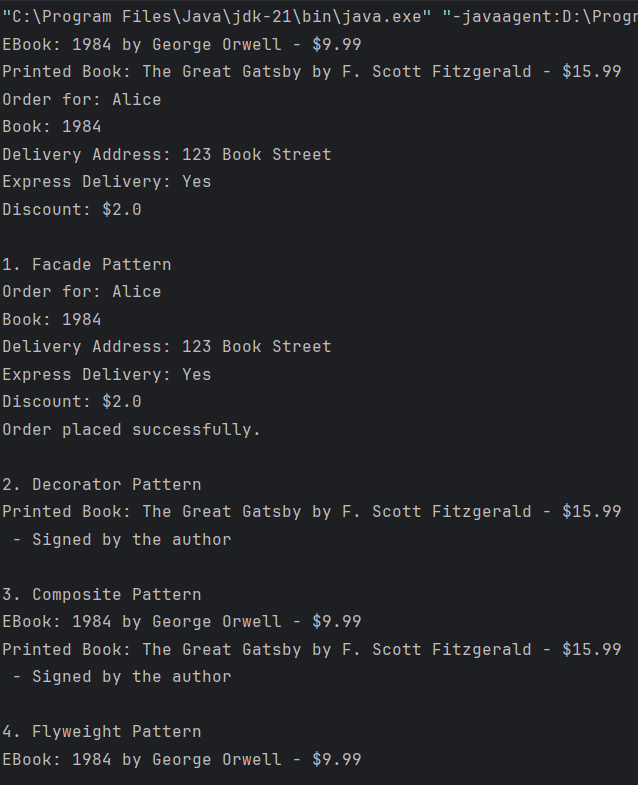 "C:\Program Files\Java\jdk-21\bin\java.exe" "-javaagent:D:\Progr
EBook: 1984 by George Orwell - $9.99
Printed Book: The Great Gatsby by F. Scott Fitzgerald - $15.99
Order for: Alice
Book: 1984
Delivery Address: 123 Book Street
Express Delivery: Yes
Discount: $2.0
1. Facade Pattern
Order for: Alice
Book: 1984
Delivery Address: 123 Book Street
Express Delivery: Yes
Discount: $2.0
Order placed successfully.
2. Decorator Pattern
Printed Book: The Great Gatsby by F. Scott Fitzgerald - $15.99
 - Signed by the author
3. Composite Pattern
EBook: 1984 by George Orwell - $9.99
Printed Book: The Great Gatsby by F. Scott Fitzgerald - $15.99
 - Signed by the author
4. Flyweight Pattern
EBook: 1984 by George Orwell - $9.99